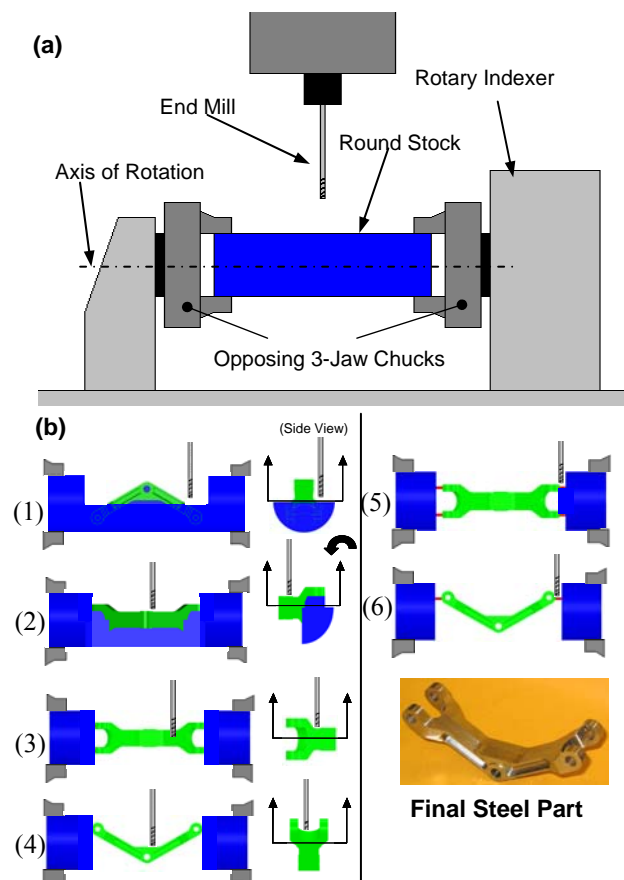 (a)
Rotary Indexer
End Mill
Round Stock
Axis of Rotation
Opposing 3-Jaw Chucks
(b)
(Side View)
(1)
(2)
(3)
(4)
(5)
(6)
Final Steel Part